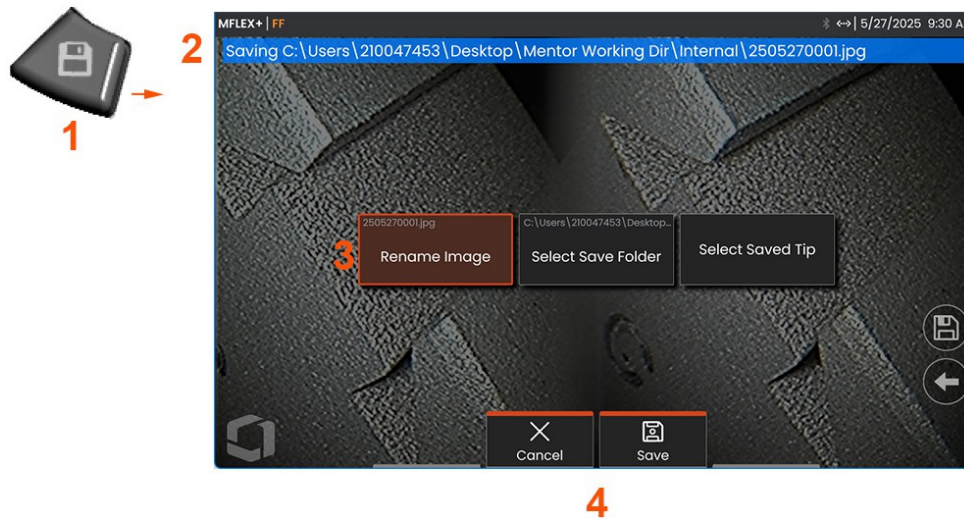 MFLEX+ | FF
5/27/2025 9:30 A
2 Saving C:\Users\210047453\Desktop\Mentor Working Dir\Internal\2505270001.jpg
1
2505270001.jpg
C:\Users\210047453\Desktop...
3 Rename Image
Select Save Folder
Select Saved Tip
Cancel
Save
4